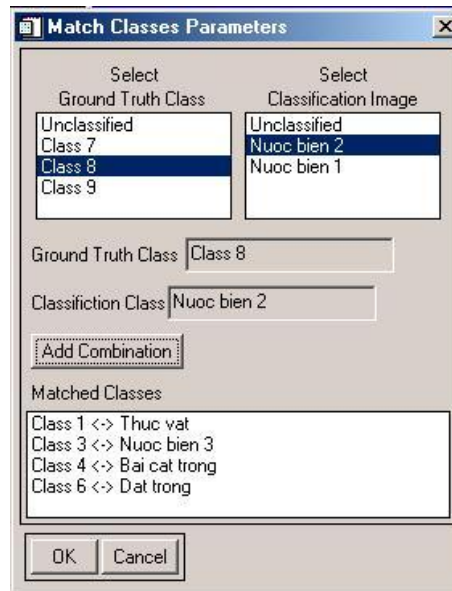 Match Classes Parameters
Select
Ground Truth Class
Unclassified
Class 7
Class 8
Class 9
Select
Classification Image
Unclassified
Nuoc bien 2
Nuoc bien 1
Ground Truth Class Class 8
Classifiction Class Nuoc bien 2
Add Combination
Matched Classes
Class 1 <-> Thuc vat
Class 3 <-> Nuoc bien 3
Class 4 <-> Bai cat trong
Class 6 <-> Dat trong
OK Cancel